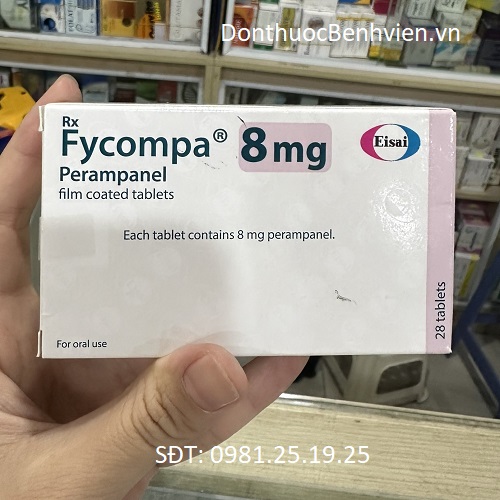 DonthuocBenhvien.vn
Rx
Fycompa® 8 mg
Eisai
Perampanel
film coated tablets
Each tablet contains 8 mg perampanel.
28 tablets
For oral use
SĐT: 0981.25.19.25